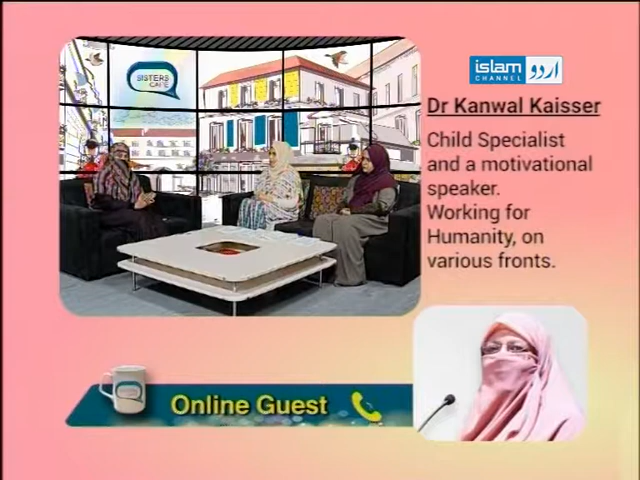 SISTERS
CAFE
islam
CHANNEL
اردو
Dr Kanwal Kaisser
Child Specialist
and a motivational
speaker.
Working for
Humanity, on
various fronts.
Online Guest